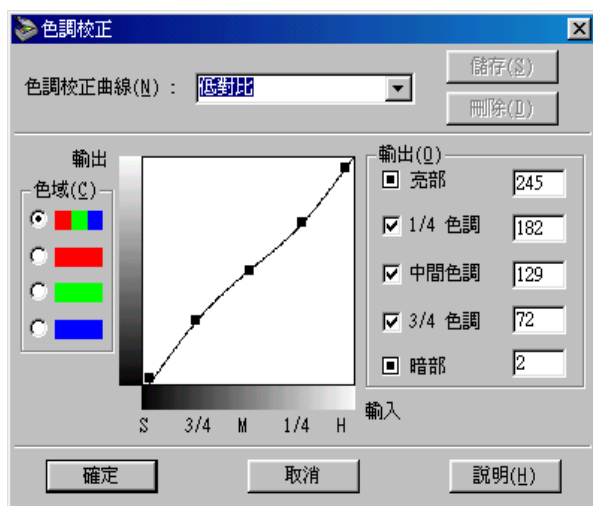 色調校正
色調校正曲線(N) : 低對比
儲存(S)
刪除(D)
輸出
色域(C)
S 3/4 M 1/4 H
輸入
輸出(O)
亮部 245
1/4 色調 182
中間色調 129
3/4 色調 72
暗部 2
確定 取消 說明(H)